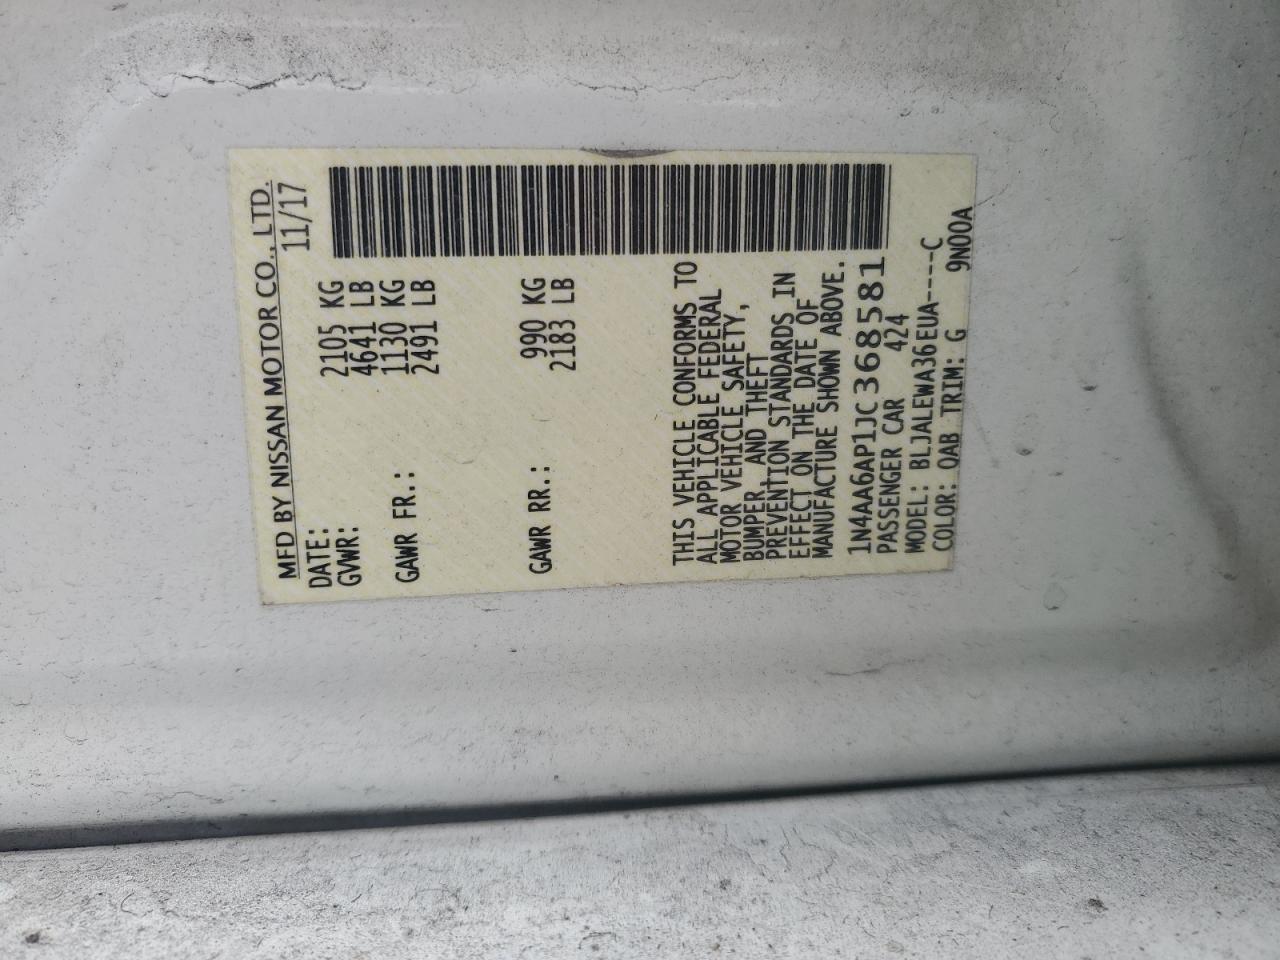 MFD BY NISSAN MOTOR CO., LTD.
DATE: 11/17
GVWR: 2105 KG
4641 LB
GAWR FR.: 1130 KG
2491 LB
GAWR RR.: 990 KG
2183 LB
THIS VEHICLE CONFORMS TO
ALL APPLICABLE FEDERAL
MOTOR VEHICLE SAFETY,
BUMPER, AND THEFT
PREVENTION STANDARDS IN
EFFECT ON THE DATE OF
MANUFACTURE SHOWN ABOVE.
1N4AA6AP1JC368581
PASSENGER CAR 424
MODEL: BLJALEWA36EUA-----C
COLOR: QAB TRIM: G 9N00A